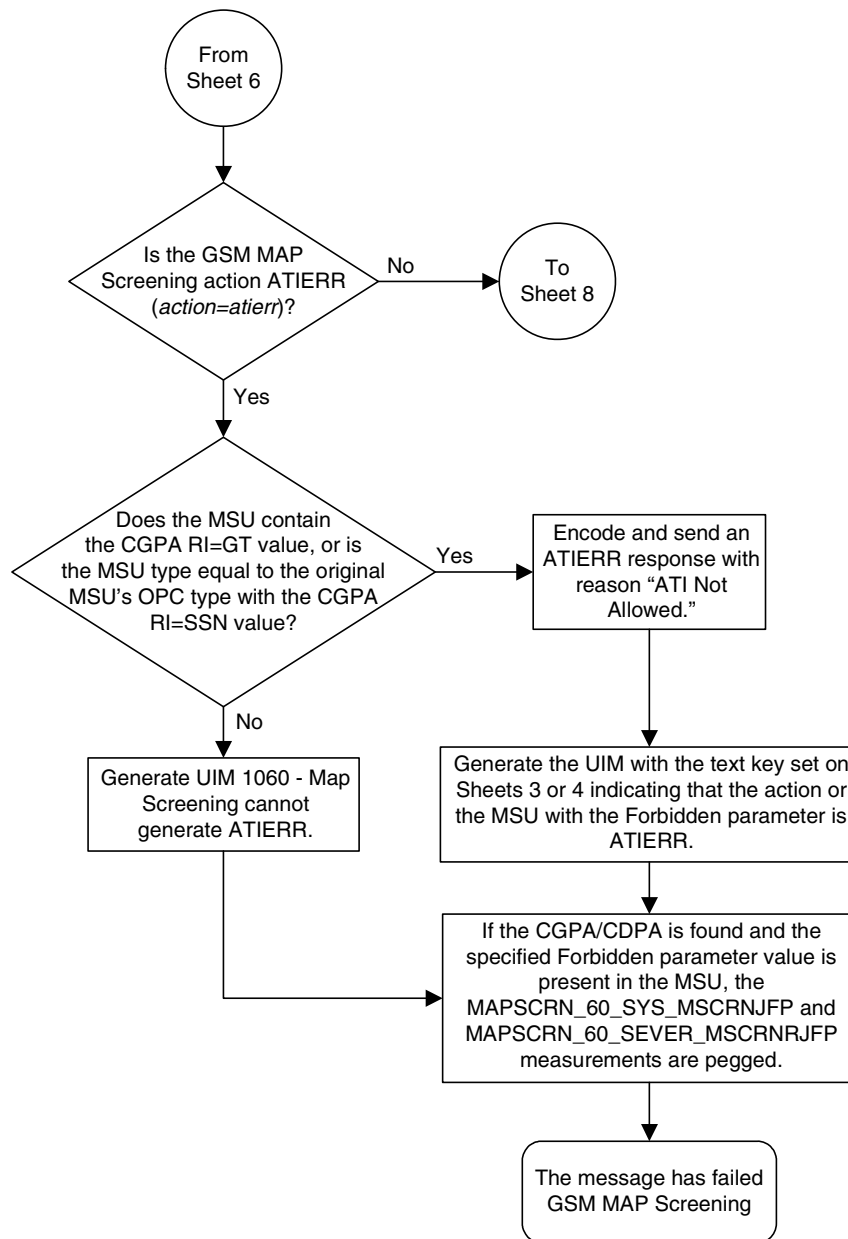 From
Sheet 6
Is the GSM MAP
Screening action ATIERR
(action=atierr)?
No
To
Sheet 8
Yes
Does the MSU contain
the CGPA RI=GT value, or is
the MSU type equal to the original
MSU's OPC type with the CGPA
RI=SSN value?
Yes
Encode and send an
ATIERR response with
reason “ATI Not
Allowed.”
No
Generate UIM 1060 - Map
Screening cannot
generate ATIERR.
Generate the UIM with the text key set on
Sheets 3 or 4 indicating that the action or
the MSU with the Forbidden parameter is
ATIERR.
If the CGPA/CDPA is found and the
specified Forbidden parameter value is
present in the MSU, the
MAPSCRN_60_SYS_MSCRNJFP and
MAPSCRN_60_SEVER_MSCRNRJFP
measurements are pegged.
The message has failed
GSM MAP Screening